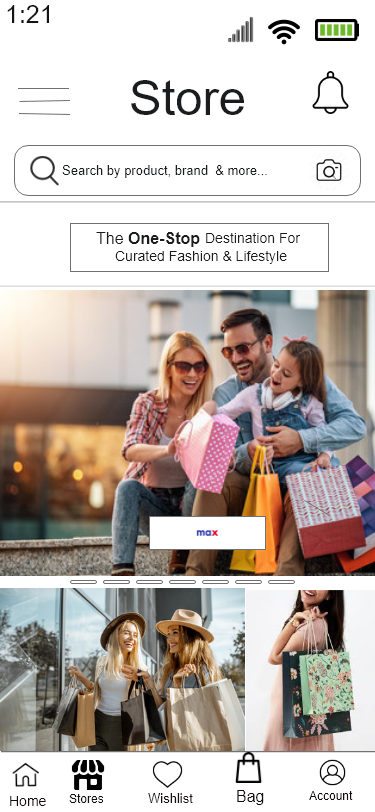 1:21
Store
Search by product, brand & more...
The One-Stop Destination For
Curated Fashion & Lifestyle
max
Home
Stores
Wishlist
Bag
Account